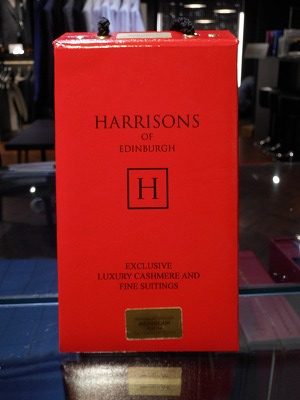 HARRISONS
OF
EDINBURGH
H
EXCLUSIVE
LUXURY CASHMERE AND
FINE SUITINGS